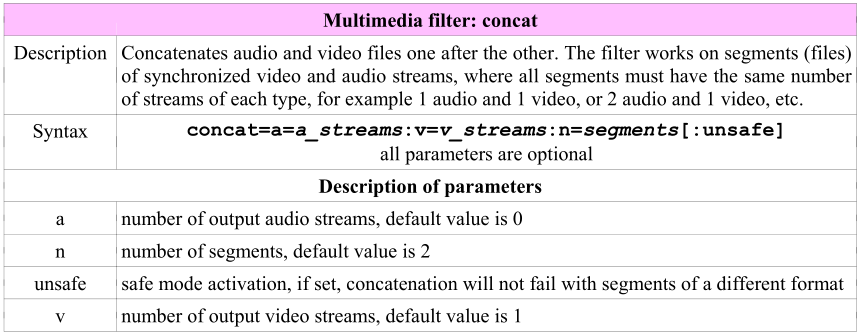 Multimedia filter: concat
Description Concatenates audio and video files one after the other. The filter works on segments (files)
of synchronized video and audio streams, where all segments must have the same number
of streams of each type, for example 1 audio and 1 video, or 2 audio and 1 video, etc.
Syntax concat=a=a_streams:v=v_streams:n=segments[:unsafe]
all parameters are optional
Description of parameters
a number of output audio streams, default value is 0
n number of segments, default value is 2
unsafe safe mode activation, if set, concatenation will not fail with segments of a different format
v number of output video streams, default value is 1